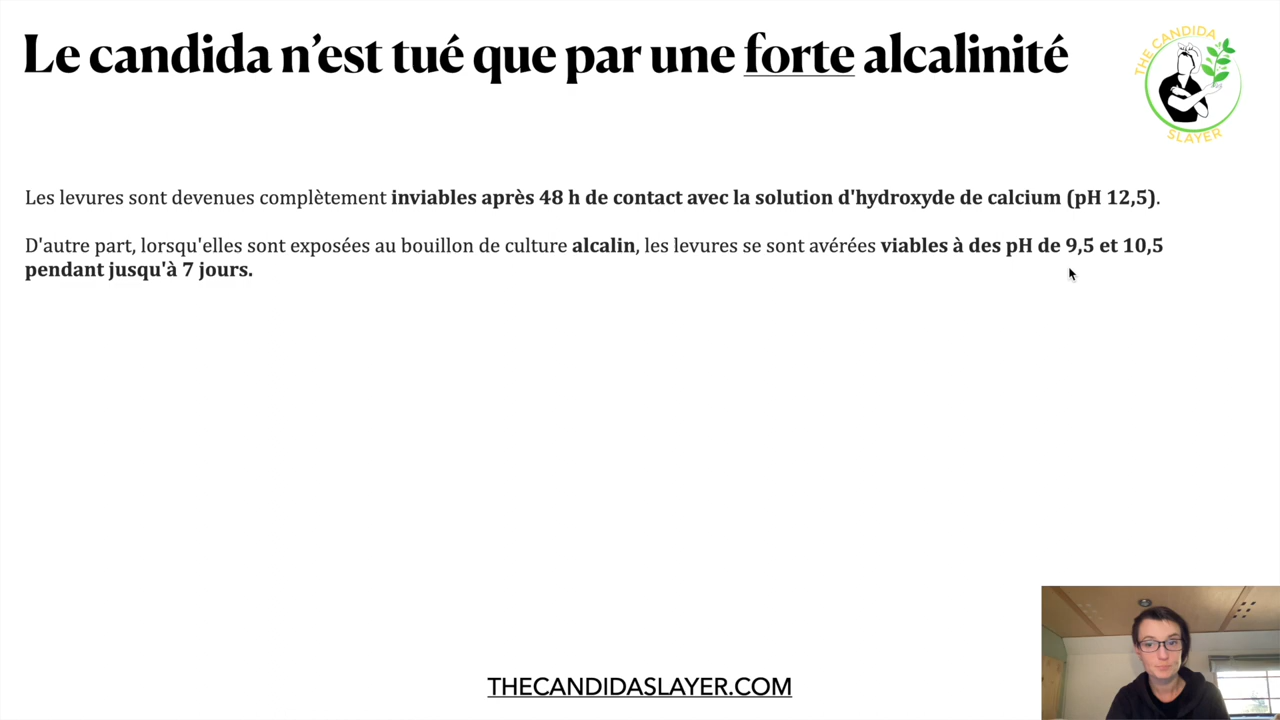 Le candida n’est tué que par une forte alcalinité
THE CANDIDA
SLAYER
Les levures sont devenues complètement inviables après 48 h de contact avec la solution d'hydroxyde de calcium (pH 12,5).
D'autre part, lorsqu'elles sont exposées au bouillon de culture alcalin, les levures se sont avérées viables à des pH de 9,5 et 10,5
pendant jusqu'à 7 jours.
THECANDIDASLAYER.COM